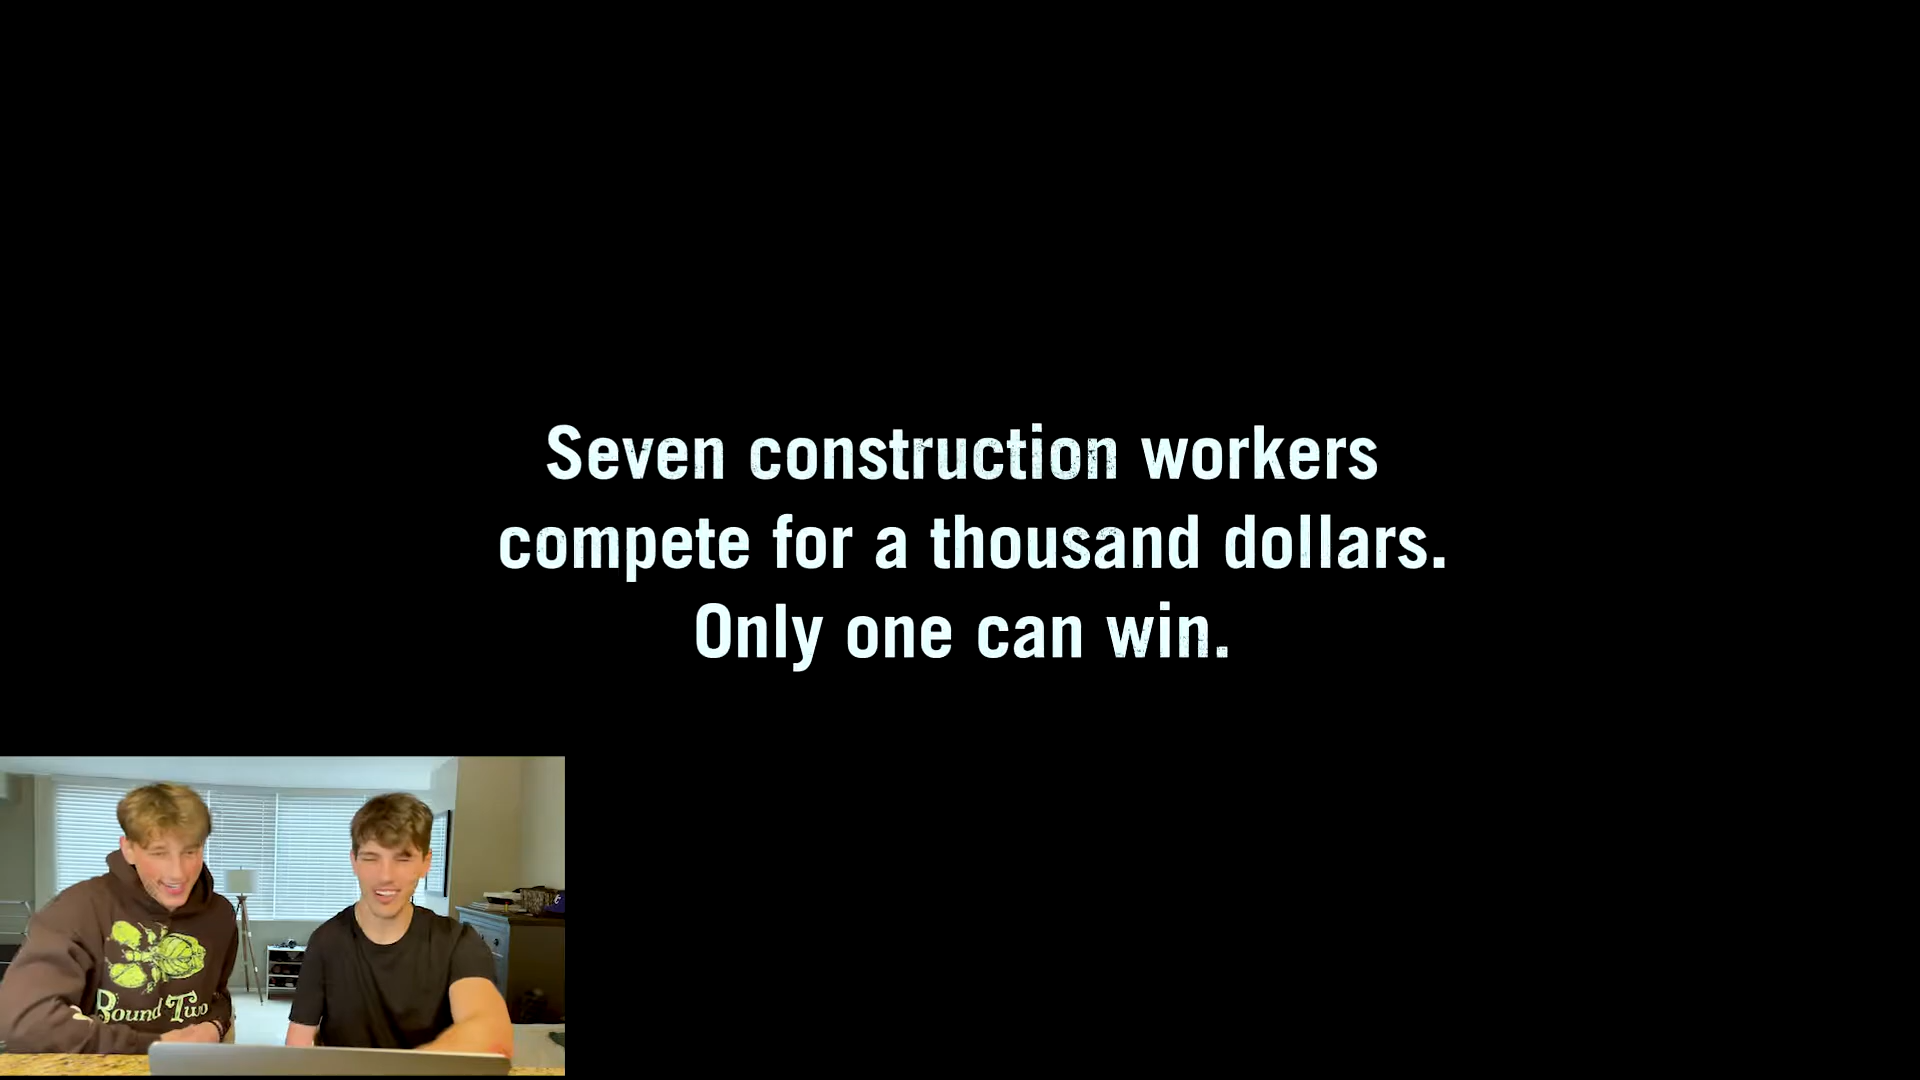 Seven construction workers
compete for a thousand dollars.
Only one can win.
Round Two